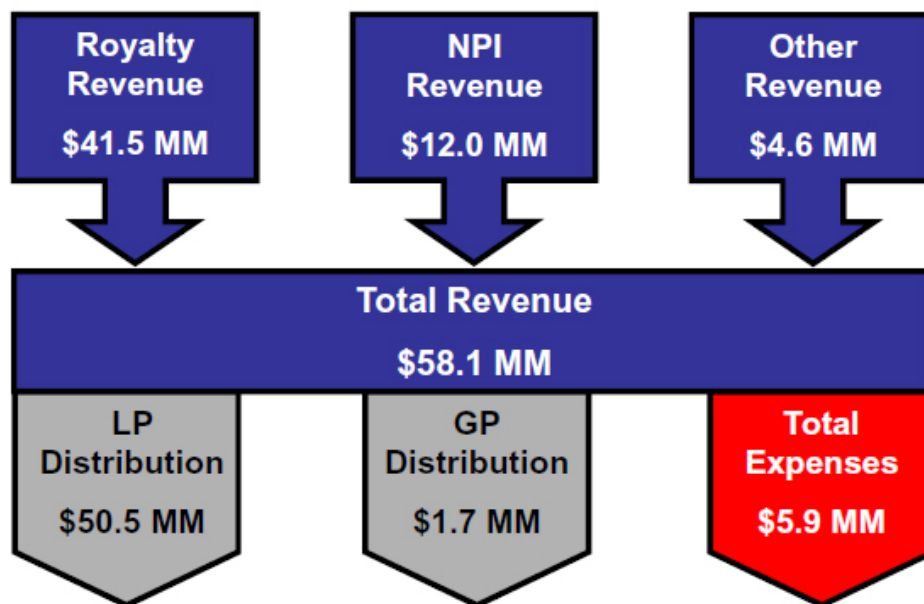 Royalty
Revenue
$41.5 MM
NPI
Revenue
$12.0 MM
Other
Revenue
$4.6 MM
Total Revenue
$58.1 MM
LP
Distribution
$50.5 MM
GP
Distribution
$1.7 MM
Total
Expenses
$5.9 MM